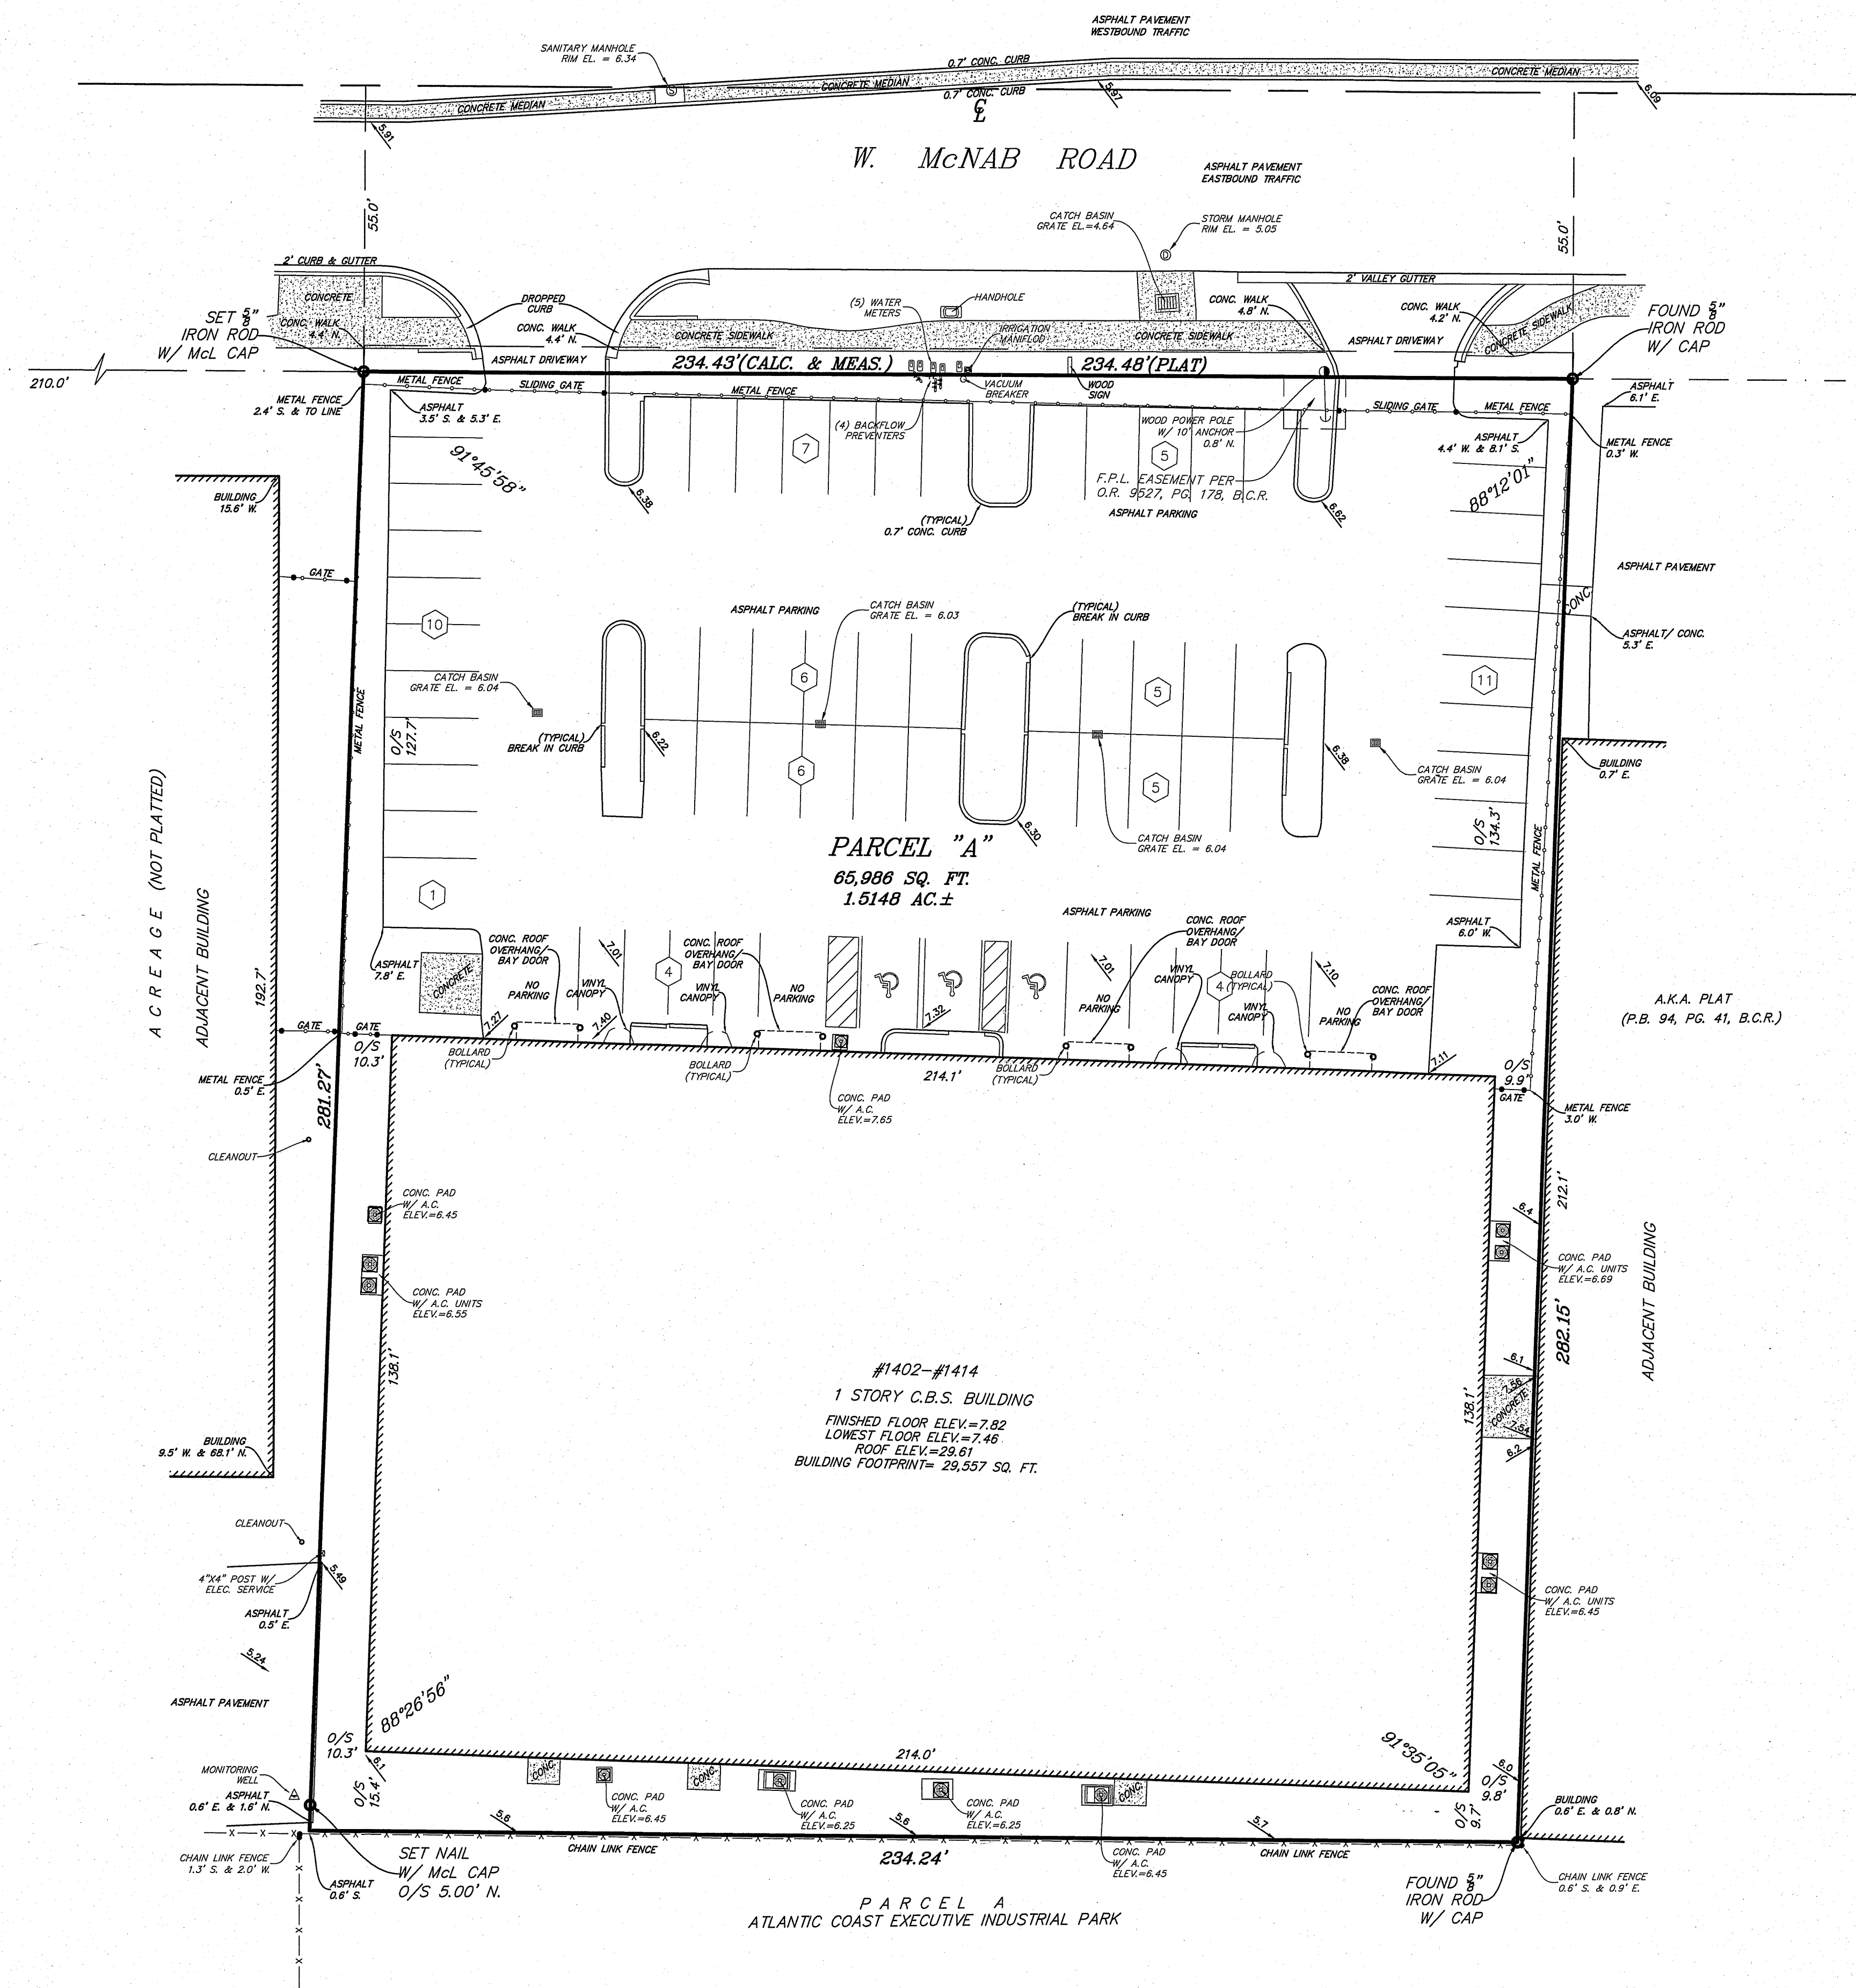 ASPHALT PAVEMENT
WESTBOUND TRAFFIC
SANITARY MANHOLE
RIM EL. = 6.34
0.7' CONC. CURB
CONCRETE MEDIAN
CONCRETE MEDIAN
CONCRETE MEDIAN
0.7' CONC. CURB
5.97
6.09
5.91
W. McNAB ROAD
ASPHALT PAVEMENT
EASTBOUND TRAFFIC
55.0'
55.0'
CATCH BASIN
GRATE EL.=4.64
STORM MANHOLE
RIM EL. = 5.05
2' CURB & GUTTER
2' VALLEY GUTTER
CONCRETE
DROPPED
CURB
(5) WATER
METERS
HANDHOLE
CONC. WALK
4.8' N.
CONC. WALK
4.2' N.
SET 5/8"
IRON ROD
W/ McL CAP
CONC. WALK
4.4' N.
CONC. WALK
4.4' N.
CONCRETE SIDEWALK
IRRIGATION
MANIFLOD
CONCRETE SIDEWALK
CONCRETE SIDEWALK
FOUND 5/8"
IRON ROD
W/ CAP
ASPHALT DRIVEWAY
ASPHALT DRIVEWAY
234.43'(CALC. & MEAS.)
234.48'(PLAT)
210.0'
METAL FENCE
SLIDING GATE
METAL FENCE
VACUUM
BREAKER
WOOD
SIGN
SLIDING GATE
METAL FENCE
ASPHALT
6.1' E.
METAL FENCE
2.4' S. & TO LINE
ASPHALT
3.5' S. & 5.3' E.
(4) BACKFLOW
PREVENTERS
WOOD POWER POLE
W/ 10' ANCHOR
0.8' N.
ASPHALT
4.4' W. & 8.1' S.
METAL FENCE
0.3' W.
7
5
91°45'58"
88°12'01"
F.P.L. EASEMENT PER
O.R. 9527, PG. 178, B.C.R.
ASPHALT PARKING
BUILDING
15.6' W.
6.38
(TYPICAL)
0.7' CONC. CURB
6.62
GATE
ASPHALT PAVEMENT
CONC.
10
ASPHALT PARKING
CATCH BASIN
GRATE EL. = 6.03
(TYPICAL)
BREAK IN CURB
ASPHALT/ CONC.
5.3' E.
CATCH BASIN
GRATE EL. = 6.04
6
5
11
METAL FENCE
O/S
127.7'
(TYPICAL)
BREAK IN CURB
6.22
6.38
6
5
CATCH BASIN
GRATE EL. = 6.04
BUILDING
0.7' E.
6.30
CATCH BASIN
GRATE EL. = 6.04
O/S
134.3'
METAL FENCE
PARCEL "A"
65,986 SQ. FT.
1.5148 AC.±
ACREAGE (NOT PLATTED)
ADJACENT BUILDING
192.7'
1
ASPHALT PARKING
ASPHALT
6.0' W.
CONC. ROOF
OVERHANG/
BAY DOOR
7.01
4
CONC. ROOF
OVERHANG/
BAY DOOR
CONC. ROOF
OVERHANG/
BAY DOOR
ASPHALT
7.8' E.
CONCRETE
NO
PARKING
VINYL
CANOPY
VINYL
CANOPY
NO
PARKING
7.01
NO
PARKING
VINYL
CANOPY
4
BOLLARD
(TYPICAL)
VINYL
CANOPY
7.10
NO
PARKING
CONC. ROOF
OVERHANG/
BAY DOOR
A.K.A. PLAT
(P.B. 94, PG. 41, B.C.R.)
GATE
GATE
7.27
7.40
7.32
7.11
O/S
10.3'
BOLLARD
(TYPICAL)
BOLLARD
(TYPICAL)
214.1'
BOLLARD
(TYPICAL)
O/S
9.9'
GATE
METAL FENCE
0.5' E.
METAL FENCE
3.0' W.
281.27'
CONC. PAD
W/ A.C.
ELEV.=7.65
CLEANOUT
CONC. PAD
W/ A.C.
ELEV.=6.45
212.1'
6.4
CONC. PAD
W/ A.C. UNITS
ELEV.=6.69
CONC. PAD
W/ A.C. UNITS
ELEV.=6.55
ADJACENT BUILDING
282.15'
138.1'
138.1'
6.1
7.56
CONCRETE
7.54
6.2
#1402-#1414
1 STORY C.B.S. BUILDING
FINISHED FLOOR ELEV.=7.82
LOWEST FLOOR ELEV.=7.46
ROOF ELEV.=29.61
BUILDING FOOTPRINT= 29,557 SQ. FT.
BUILDING
9.5' W. & 68.1' N.
CLEANOUT
4"X4" POST W/
ELEC. SERVICE
5.49
ASPHALT
0.5' E.
CONC. PAD
W/ A.C. UNITS
ELEV.=6.45
5.24
ASPHALT PAVEMENT
88°26'56"
91°35'05"
O/S
10.3'
214.0'
6.1
O/S
15.4'
MONITORING
WELL
ASPHALT
0.6' E. & 1.6' N.
CONC.
CONC.
CONC.
6.0
O/S
9.8'
O/S
9.7'
BUILDING
0.6' E. & 0.8' N.
CONC. PAD
W/ A.C.
ELEV.=6.45
CONC. PAD
W/ A.C.
ELEV.=6.25
CONC. PAD
W/ A.C.
ELEV.=6.25
5.6
5.6
5.7
CHAIN LINK FENCE
1.3' S. & 2.0' W.
SET NAIL
W/ McL CAP
O/S 5.00' N.
ASPHALT
0.6' S.
CHAIN LINK FENCE
234.24'
CONC. PAD
W/ A.C.
ELEV.=6.45
CHAIN LINK FENCE
FOUND 5/8"
IRON ROD
W/ CAP
CHAIN LINK FENCE
0.6' S. & 0.9' E.
PARCEL A
ATLANTIC COAST EXECUTIVE INDUSTRIAL PARK